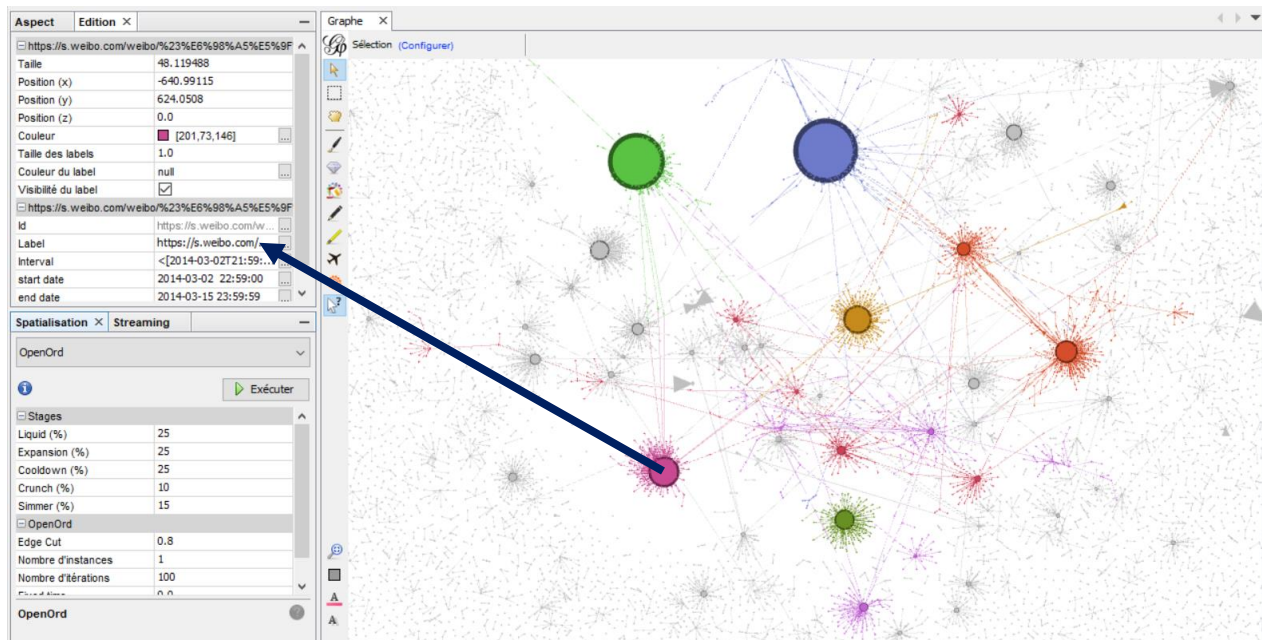 Aspect Edition ×
https://s.weibo.com/weibo/%23%E6%98%A5%E5%9F
Taille 48.119488
Position (x) -640.99115
Position (y) 624.0508
Position (z) 0.0
Couleur [201,73,146] ...
Taille des labels 1.0
Couleur du label null ...
Visibilité du label
https://s.weibo.com/weibo/%23%E6%98%A5%E5%9F
Id https://s.weibo.com/w... ...
Label https://s.weibo.com/
Interval <[2014-03-02T21:59:... ...
start date 2014-03-02 22:59:00 ...
end date 2014-03-15 23:59:59 ...
Spatialisation × Streaming
OpenOrd
Exécuter
Stages
Liquid (%) 25
Expansion (%) 25
Cooldown (%) 25
Crunch (%) 10
Simmer (%) 15
OpenOrd
Edge Cut 0.8
Nombre d'instances 1
Nombre d'itérations 100
OpenOrd
Graphe ×
Sélection (Configurer)